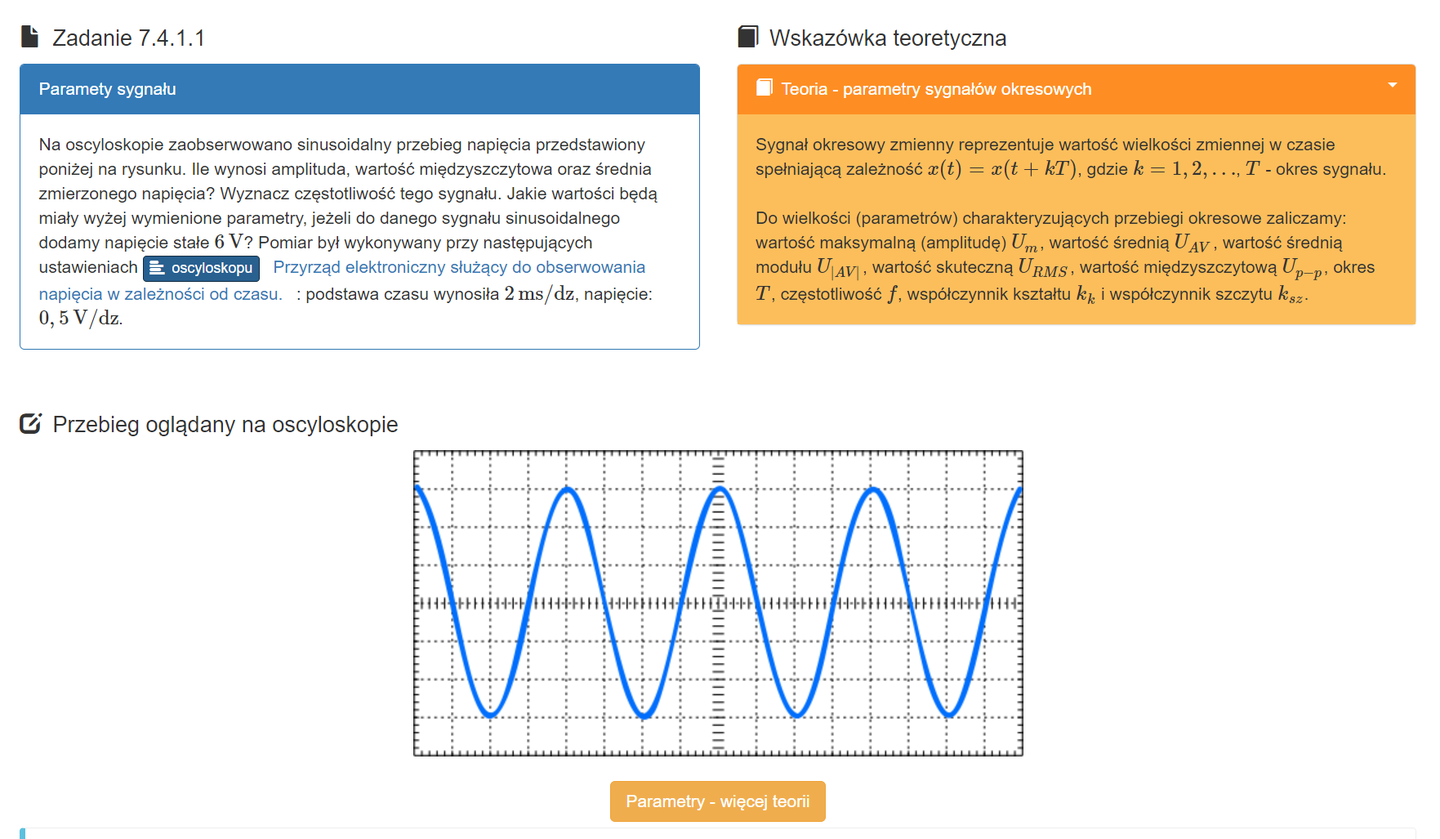 Zadanie 7.4.1.1
Paramety sygnału
Na oscyloskopie zaobserwowano sinusoidalny przebieg napięcia przedstawiony
poniżej na rysunku. Ile wynosi amplituda, wartość międzyszczytowa oraz średnia
zmierzonego napięcia? Wyznacz częstotliwość tego sygnału. Jakie wartości będą
miały wyżej wymienione parametry, jeżeli do danego sygnału sinusoidalnego
dodamy napięcie stałe 6 V? Pomiar był wykonywany przy następujących
ustawieniach oscyloskopu Przyrząd elektroniczny służący do obserwowania
napięcia w zależności od czasu. : podstawa czasu wynosiła 2 ms/dz, napięcie:
0, 5 V/dz.
Wskazówka teoretyczna
Teoria - parametry sygnałów okresowych
Sygnał okresowy zmienny reprezentuje wartość wielkości zmiennej w czasie
spełniającą zależność x(t) = x(t + kT), gdzie k = 1, 2, …, T - okres sygnału.
Do wielkości (parametrów) charakteryzujących przebiegi okresowe zaliczamy:
wartość maksymalną (amplitudę) U_m, wartość średnią U_{AV}, wartość średnią
modułu U_{|AV|}, wartość skuteczną U_{RMS}, wartość międzyszczytową U_{p−p}, okres
T, częstotliwość f, współczynnik kształtu k_k i współczynnik szczytu k_{sz}.
Przebieg oglądany na oscyloskopie
Parametry - więcej teorii